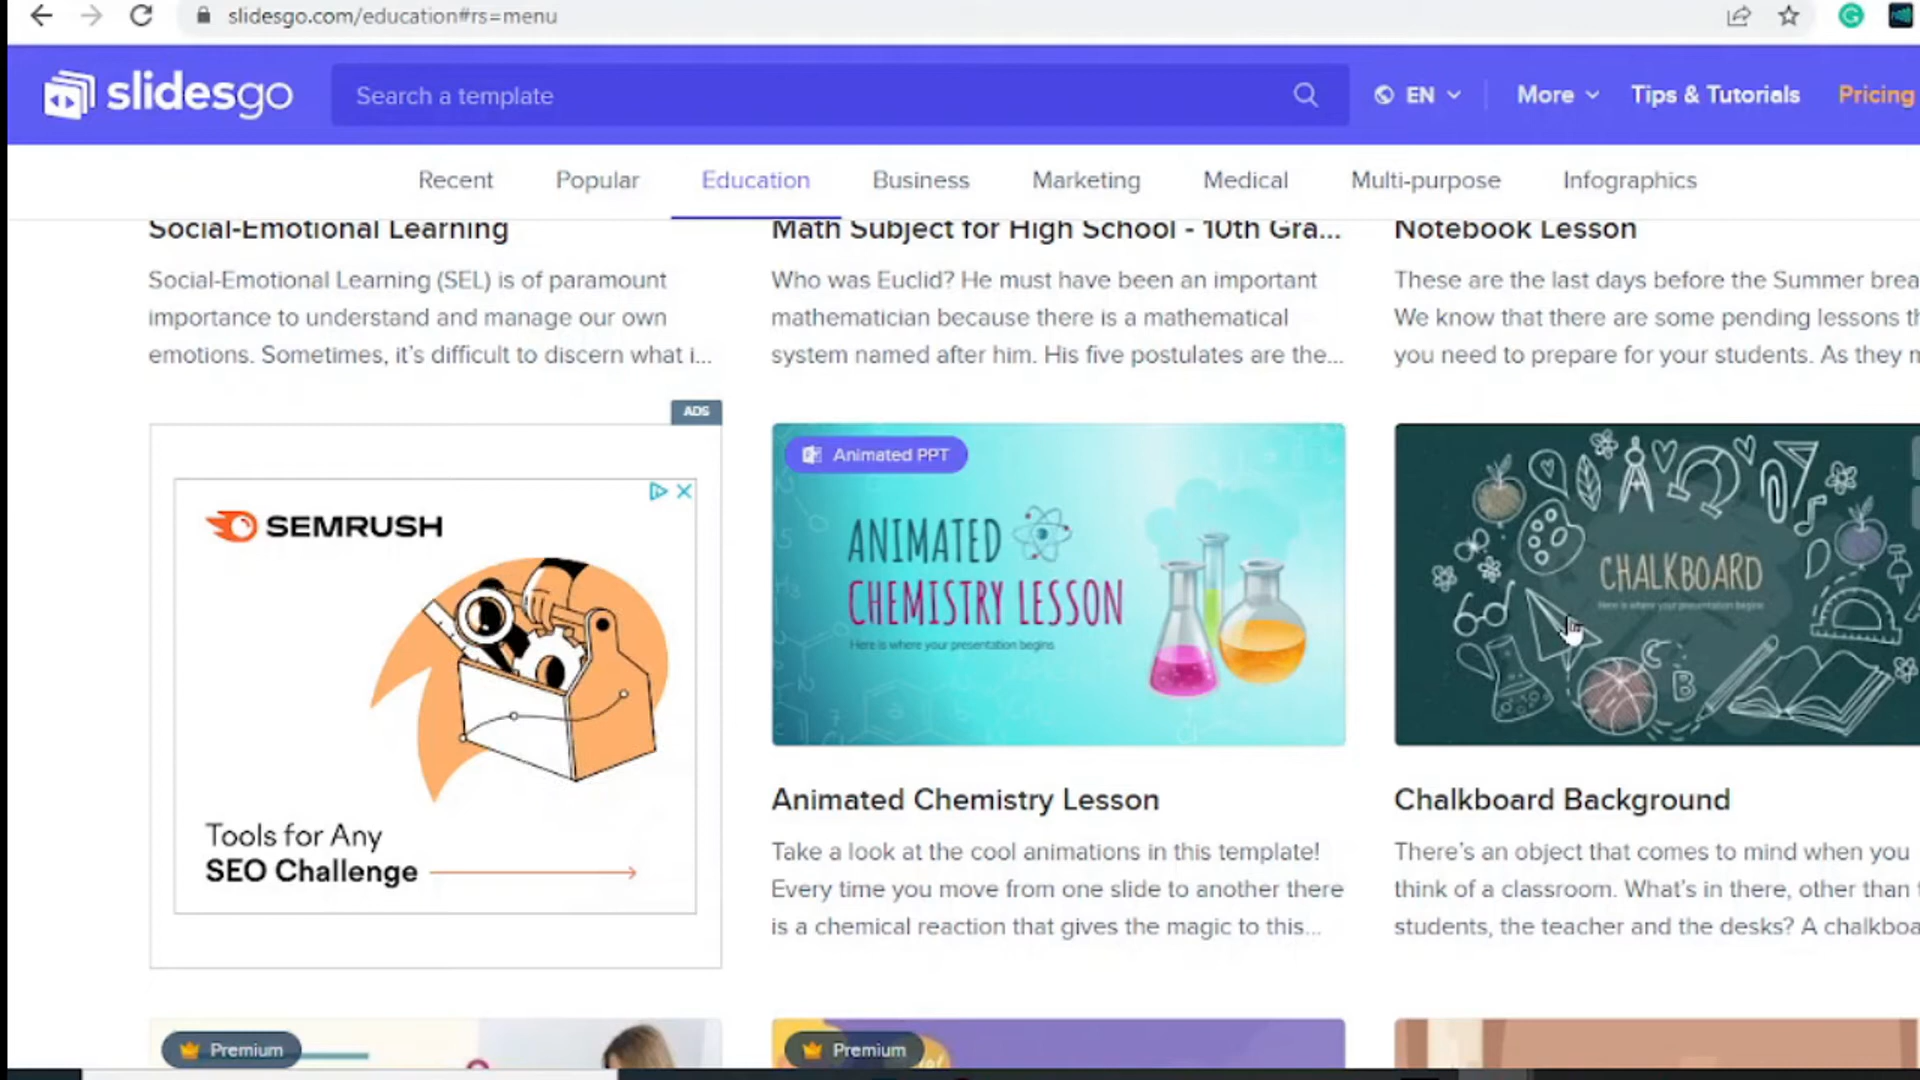 slidesgo.com/education#rs=menu
slidesgo
Search a template
EN
More
Tips & Tutorials
Pricing
Recent
Popular
Education
Business
Marketing
Medical
Multi-purpose
Infographics
Social-Emotional Learning
Social-Emotional Learning (SEL) is of paramount
importance to understand and manage our own
emotions. Sometimes, it's difficult to discern what i...
Math Subject for High School - 10th Gra...
Who was Euclid? He must have been an important
mathematician because there is a mathematical
system named after him. His five postulates are the...
Notebook Lesson
These are the last days before the Summer brea
We know that there are some pending lessons th
you need to prepare for your students. As they m
ADS
SEMRUSH
Tools for Any
SEO Challenge
Animated PPT
ANIMATED
CHEMISTRY LESSON
Here is where your presentation begins
Animated Chemistry Lesson
Take a look at the cool animations in this template!
Every time you move from one slide to another there
is a chemical reaction that gives the magic to this...
CHALKBOARD
Here is where your presentation begins
B
Chalkboard Background
There's an object that comes to mind when you
think of a classroom. What's in there, other than t
students, the teacher and the desks? A chalkboa
Premium
Premium